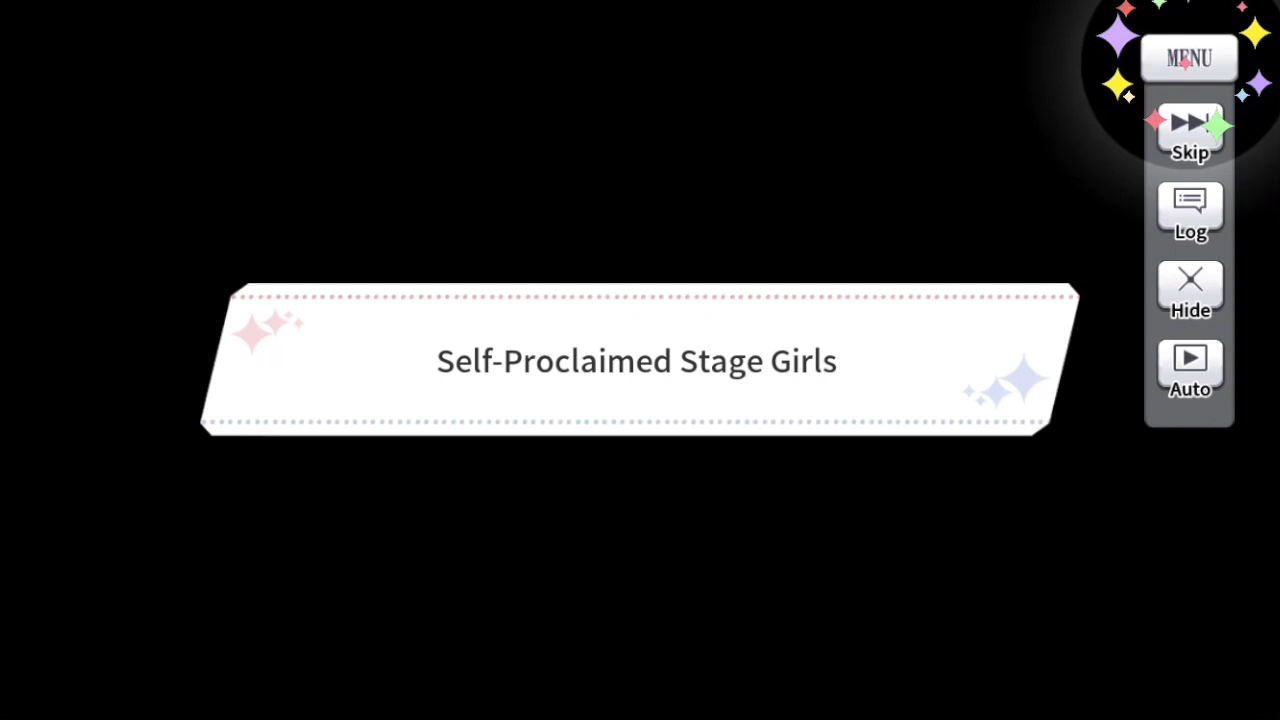 MENU
Skip
Log
Hide
Auto
Self-Proclaimed Stage Girls